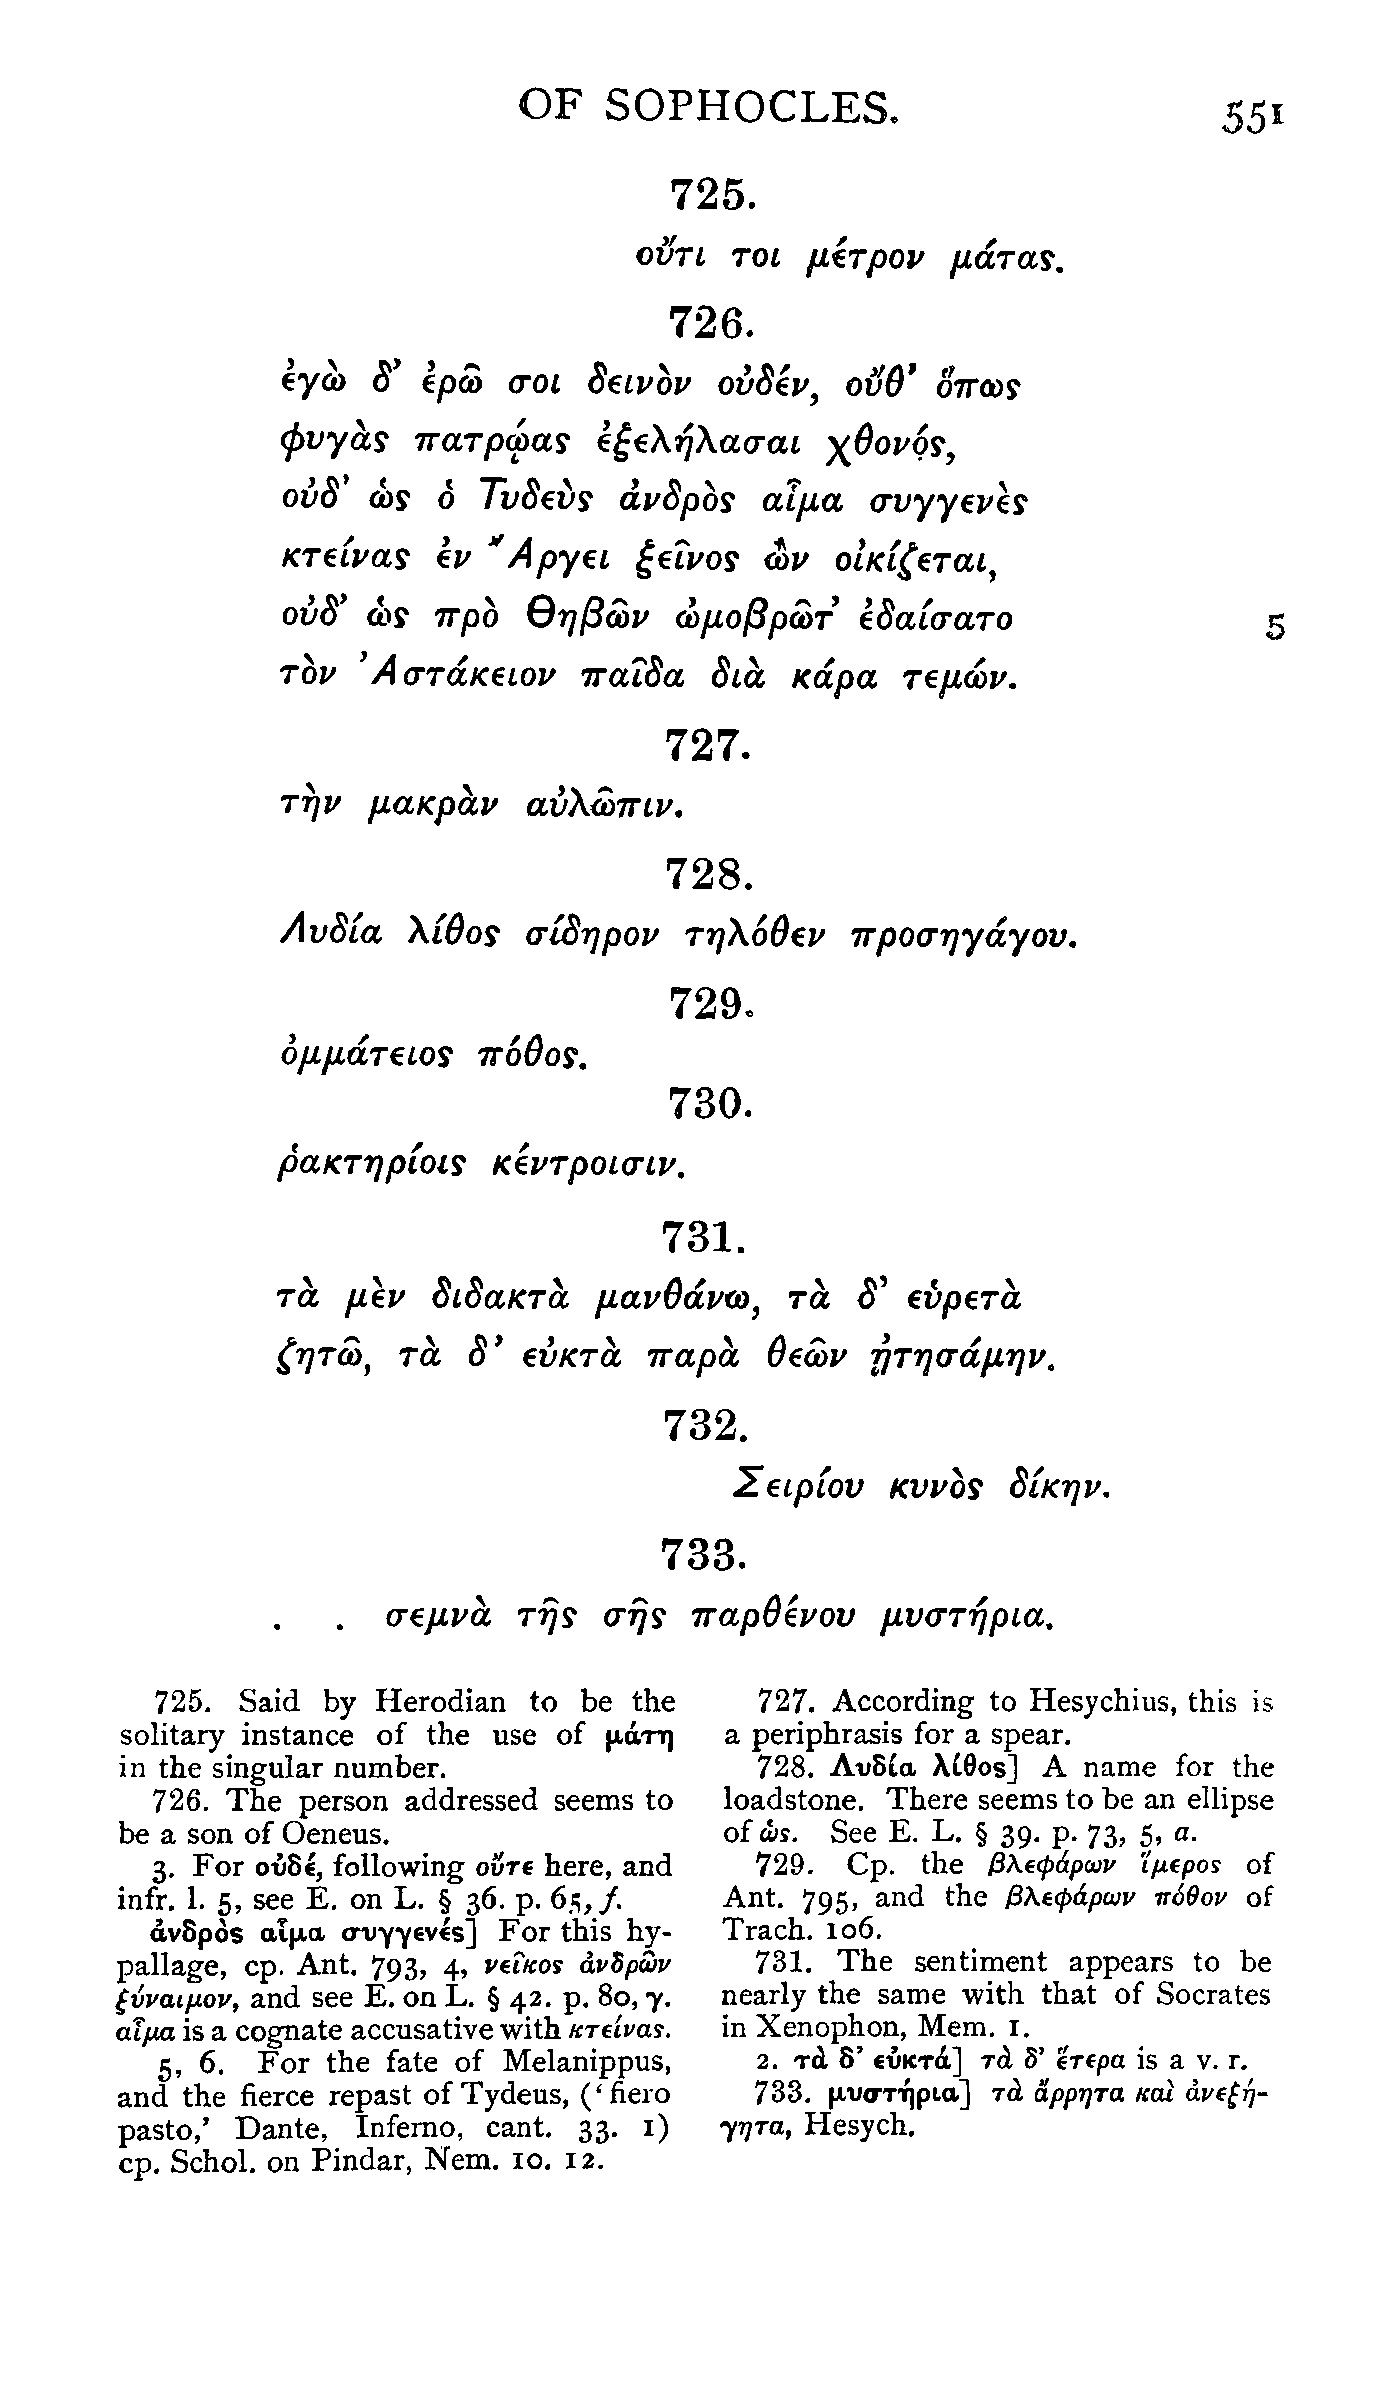 OF SOPHOCLES.
551
725.
οὔτι τοι μέτρον μάτας.
726.
ἐγὼ δ’ ἐρῶ σοι δεινὸν οὐδέν, οὔθ’ ὅπως
φυγὰς πατρῴας ἐξελήλασαι χθονός,
οὐδ’ ὡς ὁ Τυδεὺς ἀνδρὸς αἷμα συγγενὲς
κτείνας ἐν Ἄργει ξεῖνος ὢν οἰκίζεται,
οὐδ’ ὡς πρὸ Θηβῶν ὠμοβρῶτ’ ἐδαίσατο
5
τὸν Ἀστάκειον παῖδα διὰ κάρα τεμών.
727.
τὴν μακρὰν αὐλῶπιν.
728.
Λυδία λίθος σίδηρον τηλόθεν προσηγάγου.
729.
ὀμμάτειος πόθος.
730.
ῥακτηρίοις κέντροισιν.
731.
τὰ μὲν διδακτὰ μανθάνω, τὰ δ’ εὑρετὰ
ζητῶ, τὰ δ’ εὐκτὰ παρὰ θεῶν ᾐτησάμην.
732.
Σειρίου κυνὸς δίκην.
733.
. . σεμνὰ τῆς σῆς παρθένου μυστήρια.
725. Said by Herodian to be the
solitary instance of the use of μάτη
in the singular number.
726. The person addressed seems to
be a son of Oeneus.
3. For οὐδέ, following οὔτε here, and
infr. l. 5, see E. on L. § 36. p. 65, f.
ἀνδρὸς αἷμα συγγενές] For this hy-
pallage, cp. Ant. 793, 4, νεῖκος ἀνδρῶν
ξύναιμον, and see E. on L. § 42. p. 80, γ.
αἷμα is a cognate accusative with κτείνας.
5, 6. For the fate of Melanippus,
and the fierce repast of Tydeus, (‘fiero
pasto,’ Dante, Inferno, cant. 33. 1)
cp. Schol. on Pindar, Nem. 10. 12.
727. According to Hesychius, this is
a periphrasis for a spear.
728. Λυδία λίθος] A name for the
loadstone. There seems to be an ellipse
of ὡς. See E. L. § 39. p. 73, 5, a.
729. Cp. the βλεφάρων ἵμερος of
Ant. 795, and the βλεφάρων πόθον of
Trach. 106.
731. The sentiment appears to be
nearly the same with that of Socrates
in Xenophon, Mem. 1.
2. τὰ δ’ εὐκτά] τὰ δ’ ἕτερα is a v. r.
733. μυστήρια] τὰ ἄρρητα καὶ ἀνεξή-
γητα, Hesych.